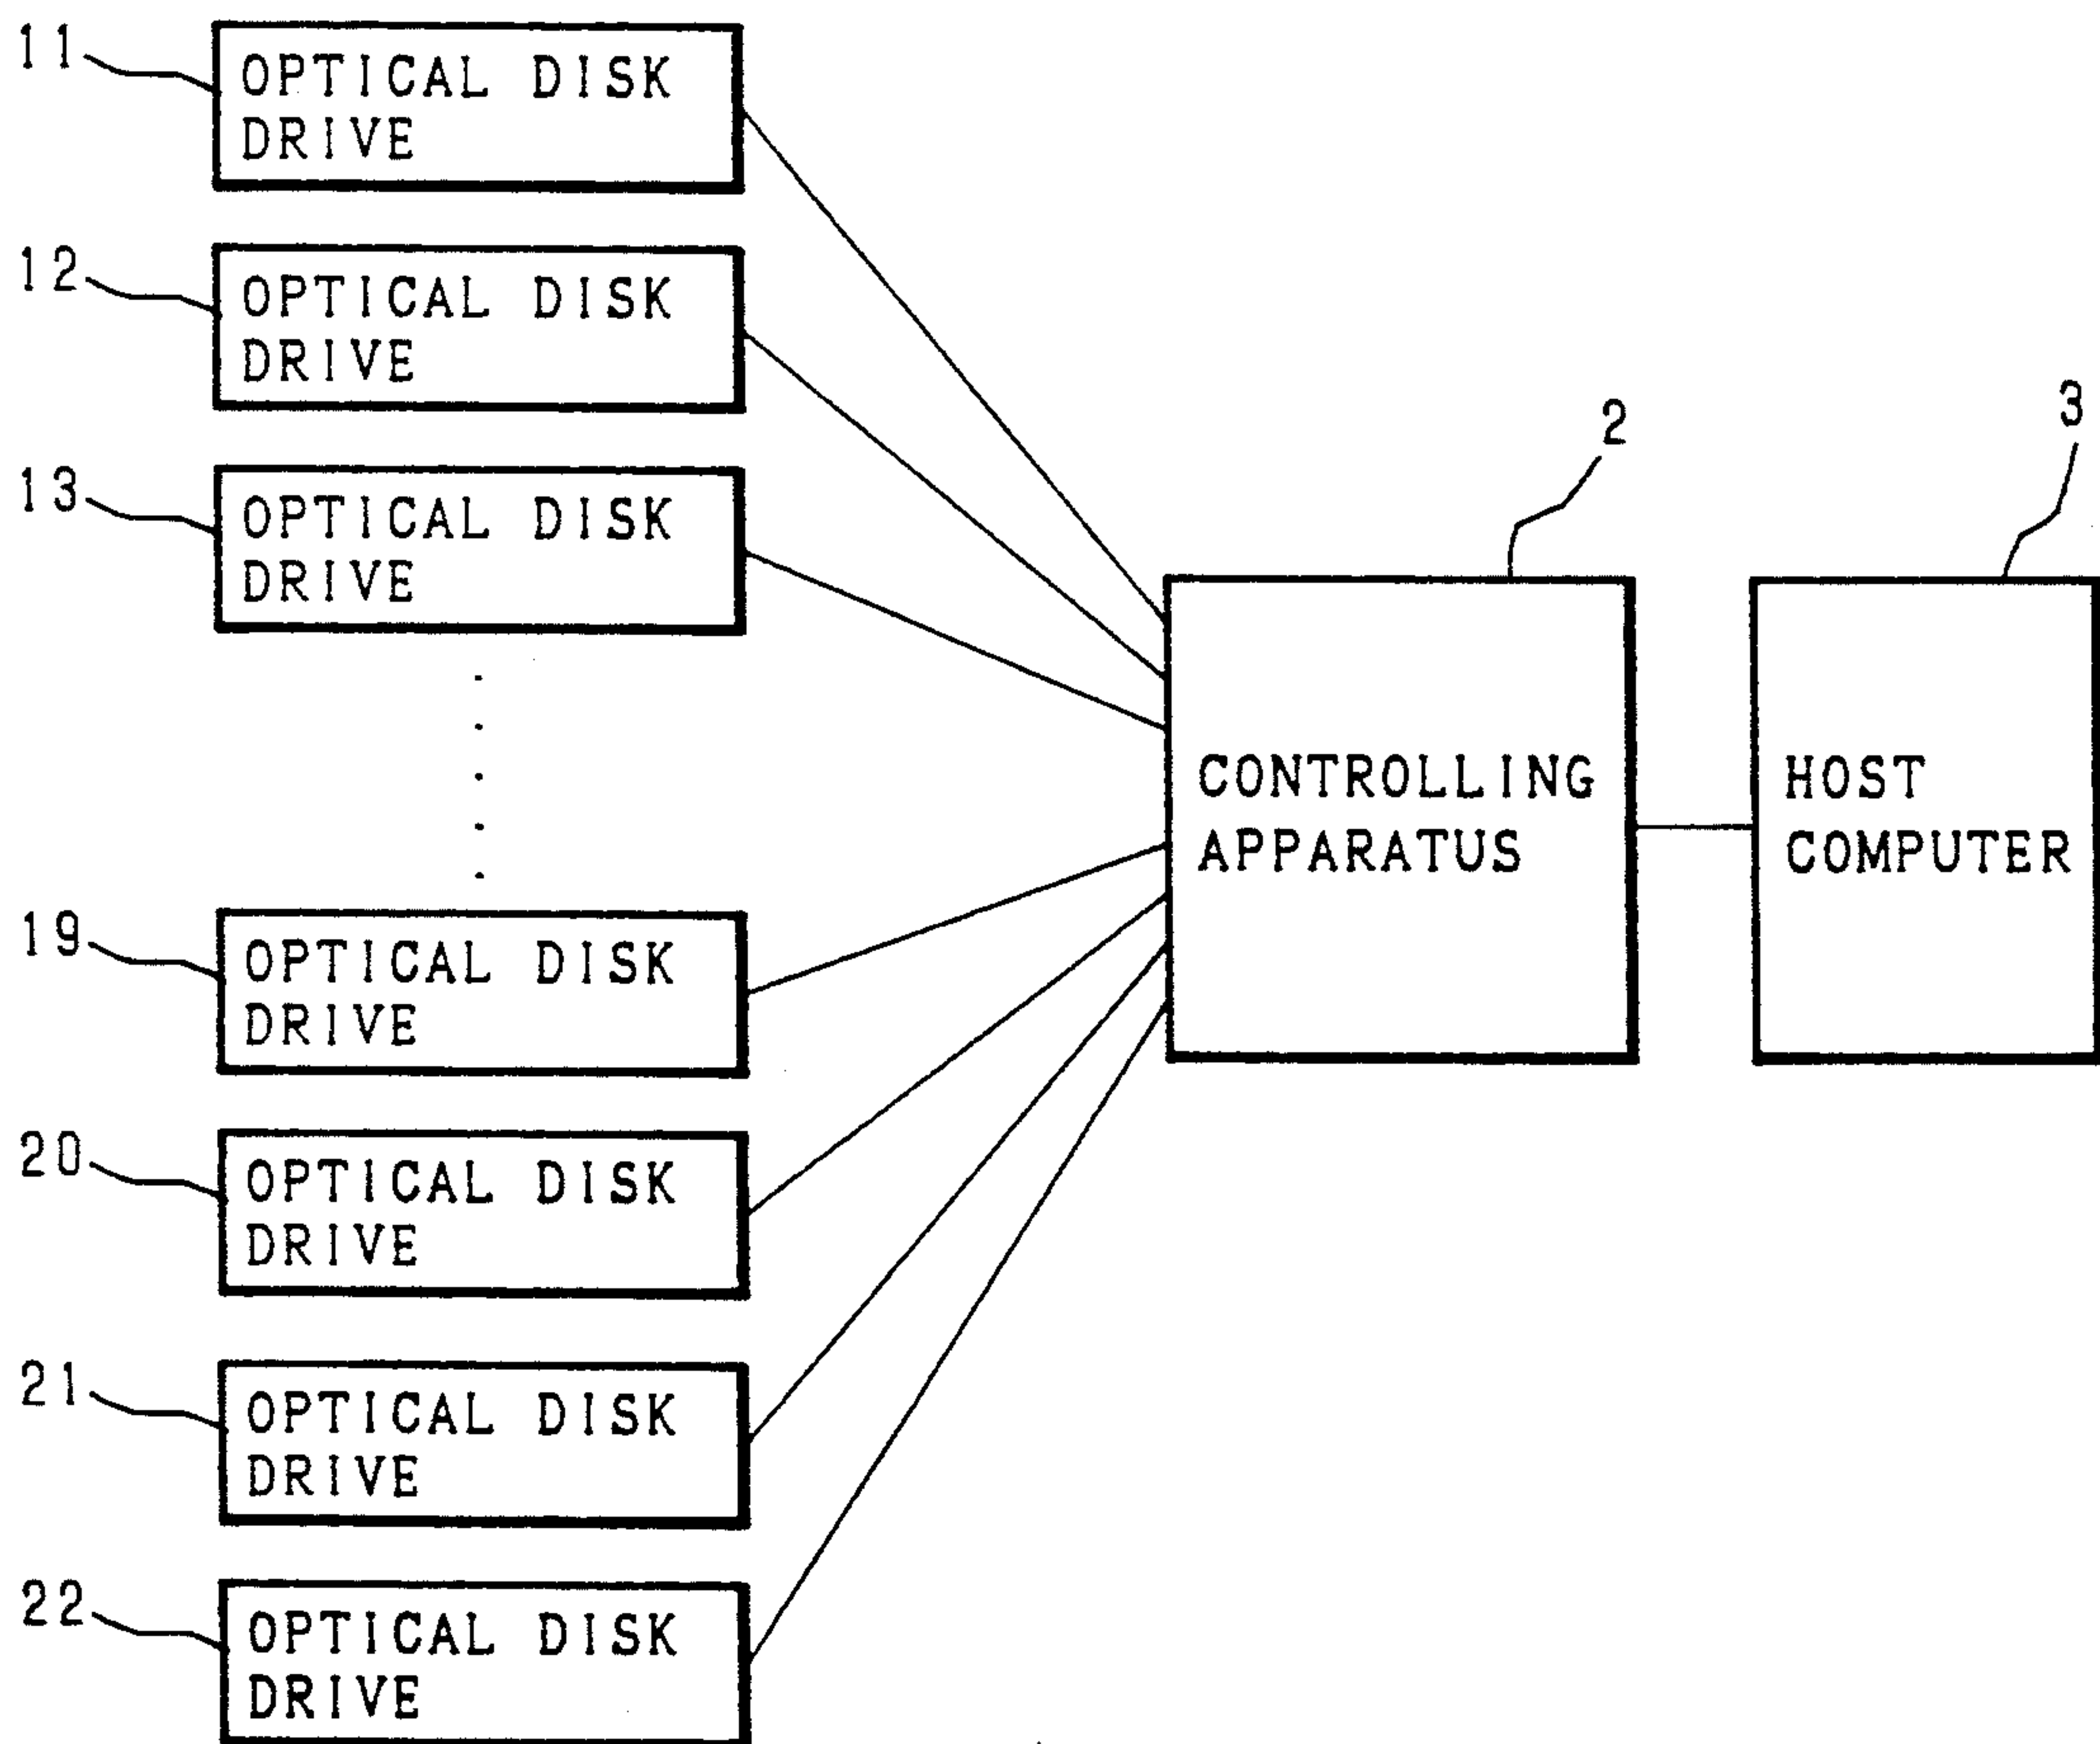 11
OPTICAL DISK
DRIVE
12
OPTICAL DISK
DRIVE
13
OPTICAL DISK
DRIVE
2
3
CONTROLLING
APPARATUS
HOST
COMPUTER
19
OPTICAL DISK
DRIVE
20
OPTICAL DISK
DRIVE
21
OPTICAL DISK
DRIVE
22
OPTICAL DISK
DRIVE